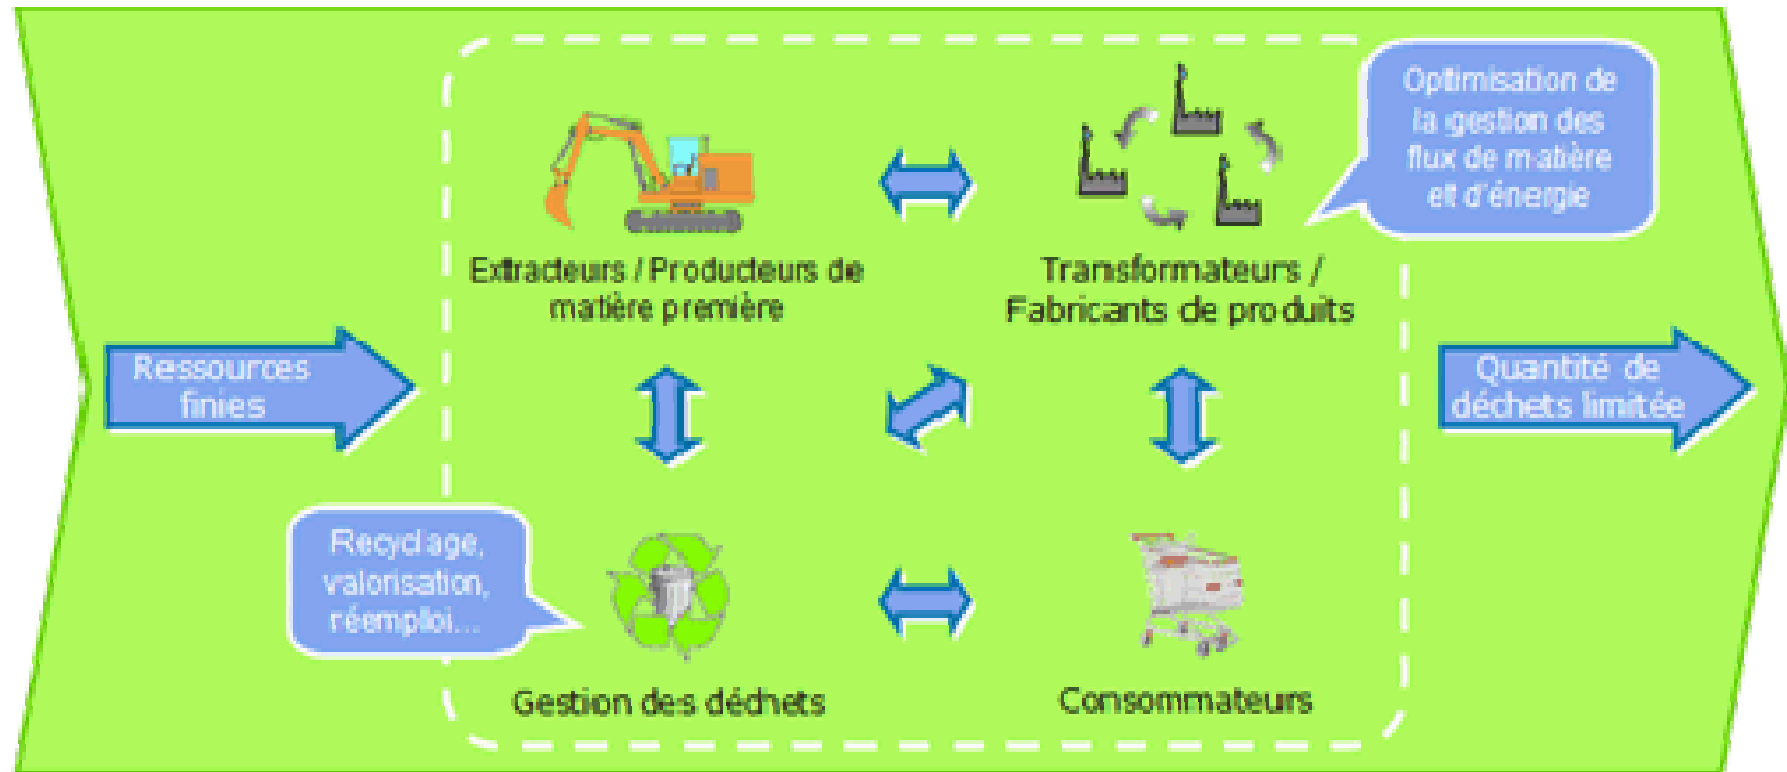 Optimisation de
la gestion des
flux de matière
et d'énergie
Extracteurs / Producteurs de
matière première
Transformateurs /
Fabricants de produits
Ressources
finies
Quantité de
déchets limitée
Recyclage,
valorisation,
réemploi...
Gestion des déchets
Consommateurs